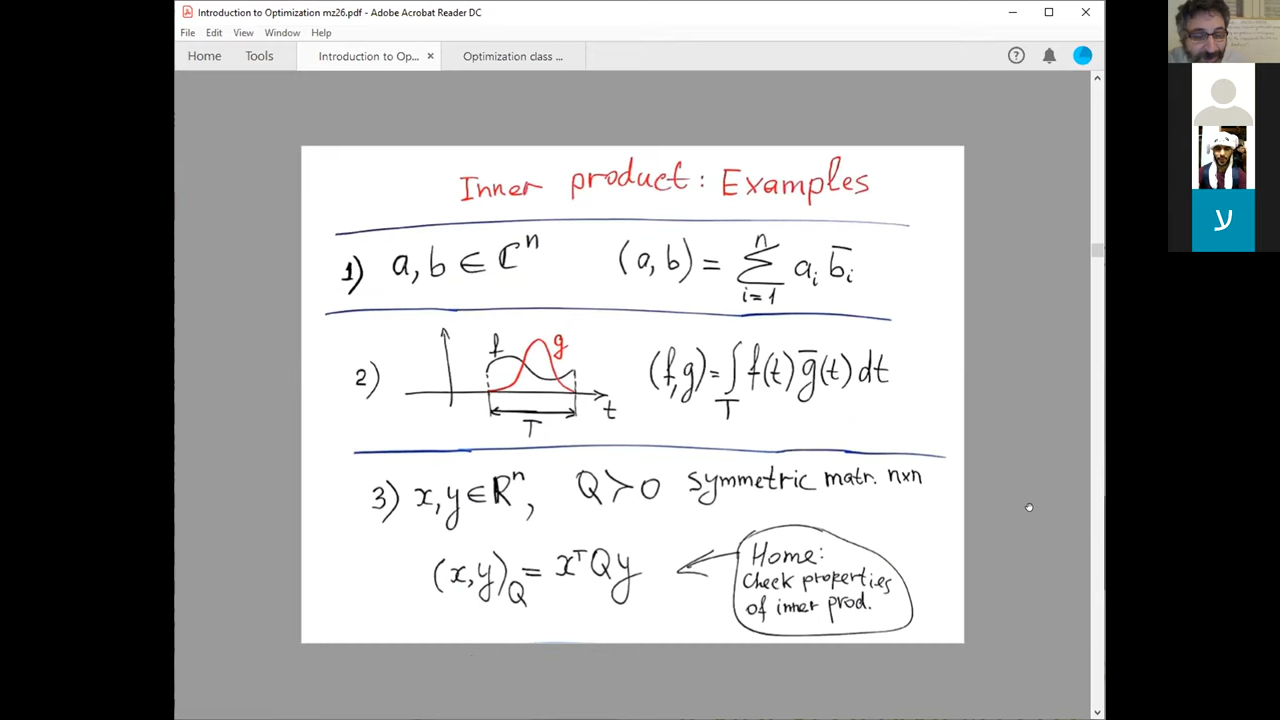 Introduction to Optimization mz26.pdf - Adobe Acrobat Reader DC
File Edit View Window Help
Home Tools Introduction to Op... × Optimization class ...
Inner product: Examples
1) a, b ∈ ℂⁿ (a, b) = ∑ᵢ₌₁ⁿ aᵢ b̄ᵢ
2) f g t T (f,g) = ∫_T f(t) ḡ(t) dt
3) x, y ∈ ℝⁿ, Q ≻ 0 symmetric matr. n×n
(x,y)_Q = xᵀQy
Home:
Check properties
of inner prod.
ע